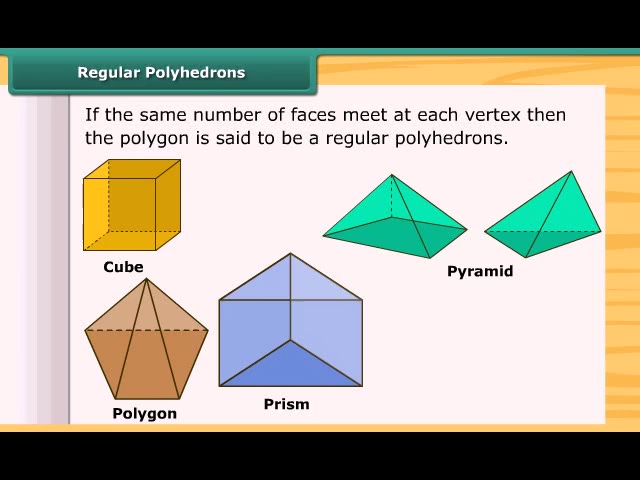 Regular Polyhedrons
If the same number of faces meet at each vertex then
the polygon is said to be a regular polyhedrons.
Cube
Pyramid
Polygon
Prism